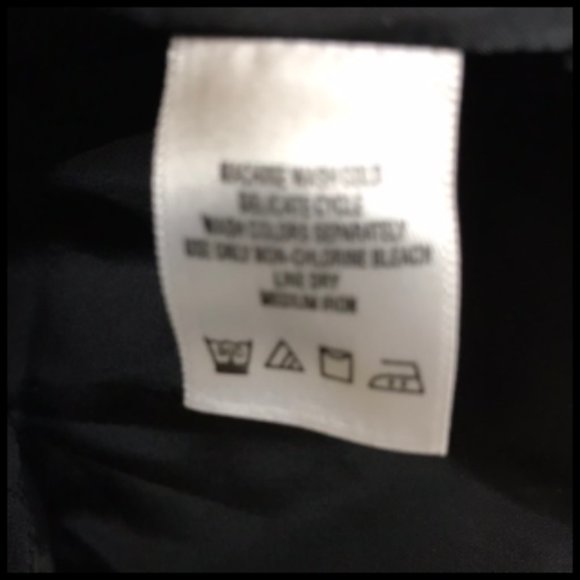 MACHINE WASH COLD
DELICATE CYCLE
WASH COLORS SEPARATELY
USE ONLY NON-CHLORINE BLEACH
LINE DRY
MEDIUM IRON